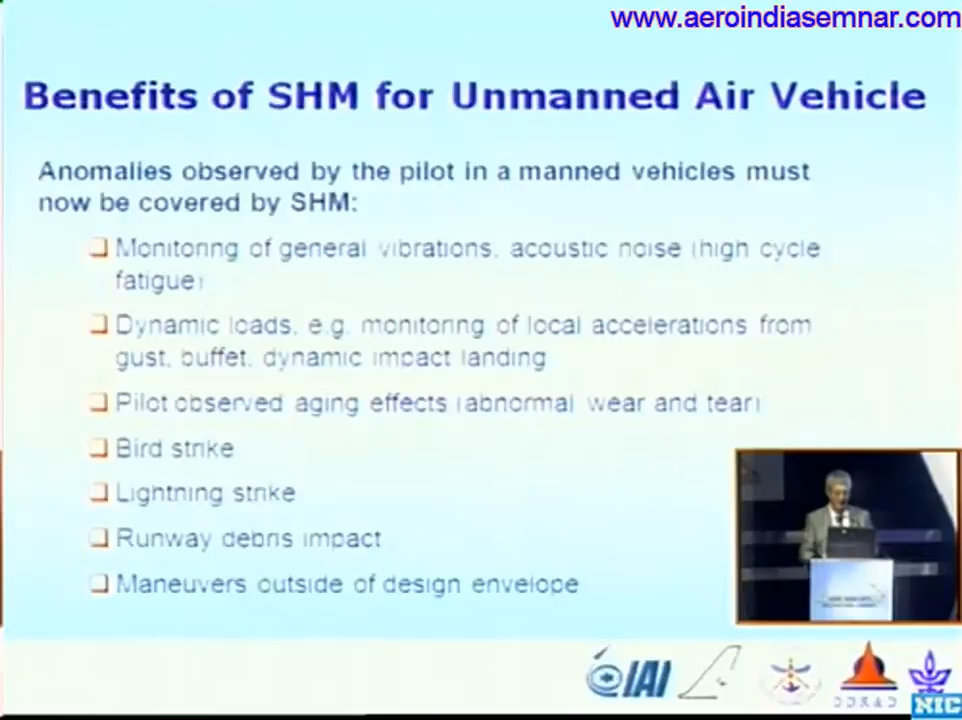 www.aeroindiasemnar.com
Benefits of SHM for Unmanned Air Vehicle
Anomalies observed by the pilot in a manned vehicles must
now be covered by SHM:
Monitoring of general vibrations, acoustic noise (high cycle
fatigue)
Dynamic loads, e.g. monitoring of local accelerations from
gust, buffet, dynamic impact landing
Pilot observed aging effects (abnormal wear and tear)
Bird strike
Lightning strike
Runway debris impact
Maneuvers outside of design envelope
IAI
NIC